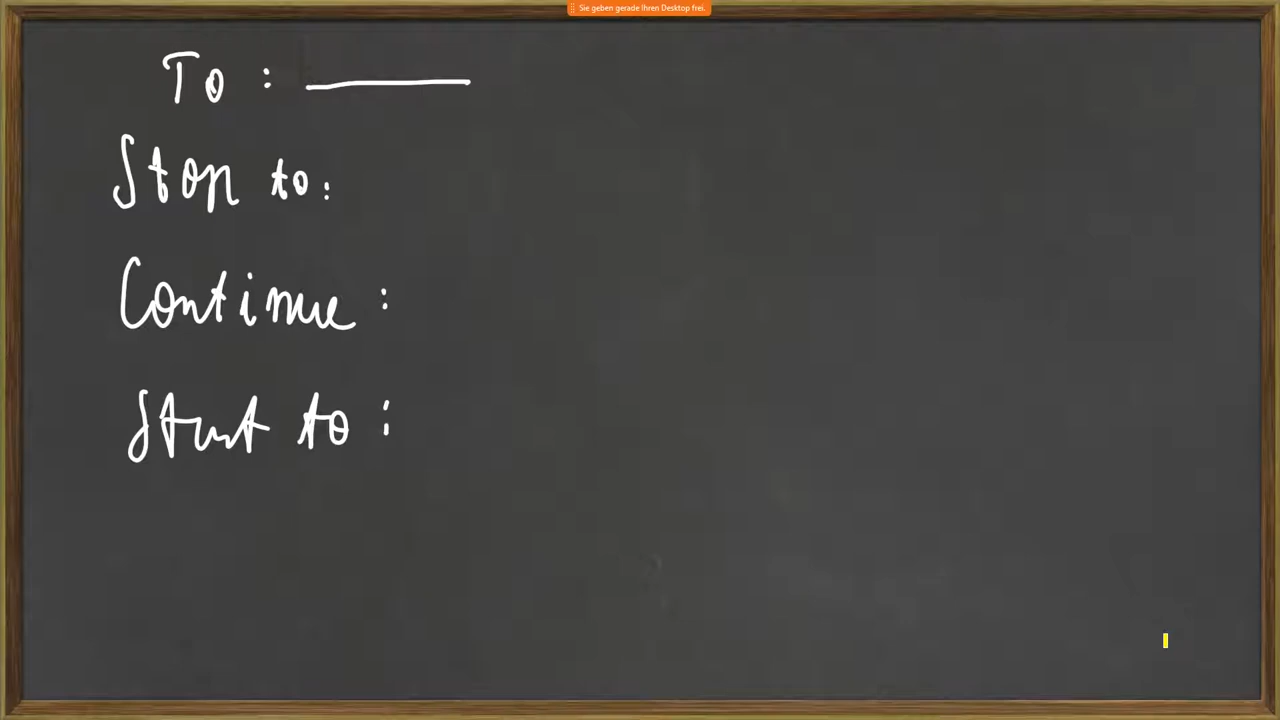 Sie geben gerade Ihren Desktop frei.
To : ______
Stop to:
Continue :
Start to :